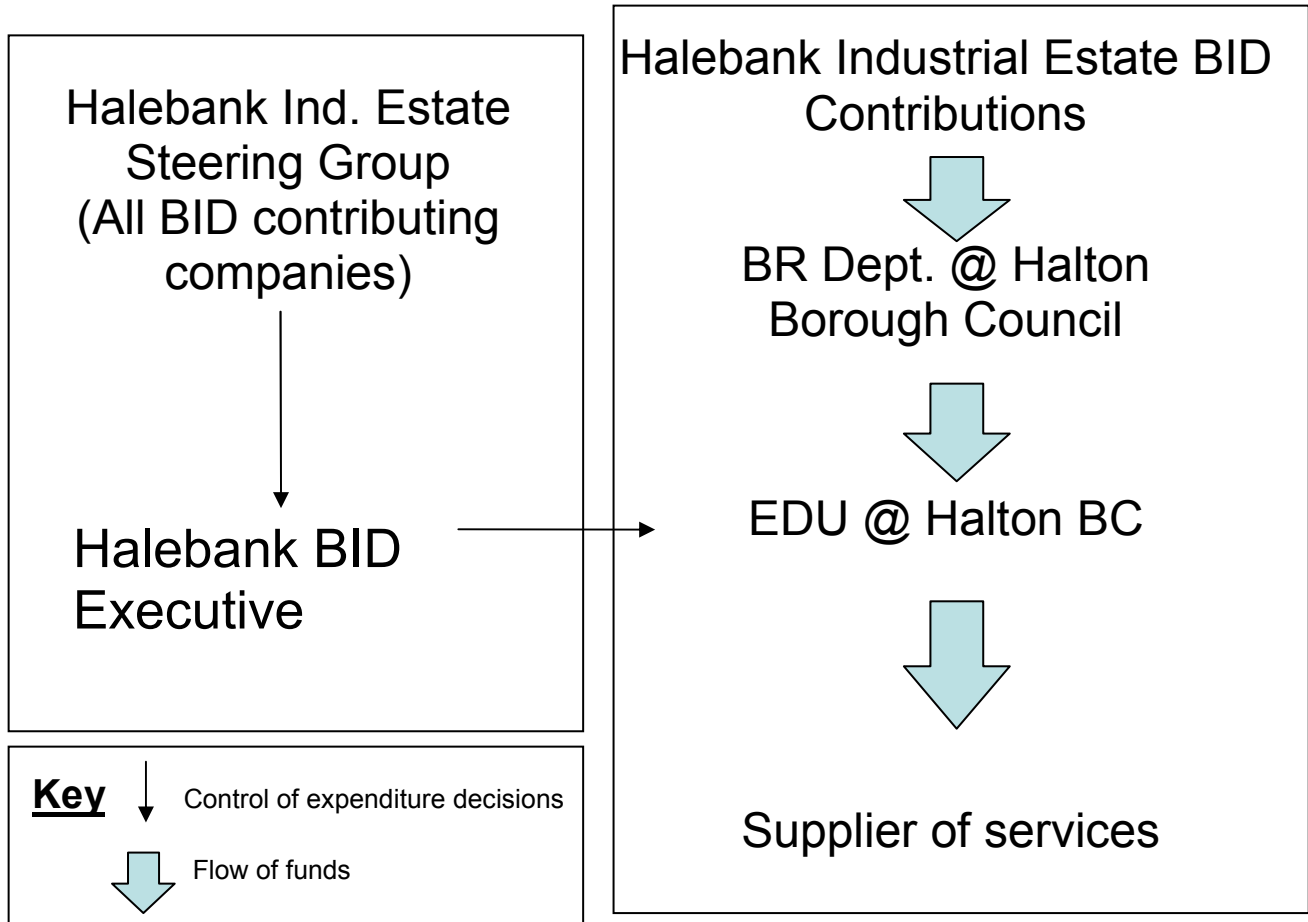 Halebank Ind. Estate
Steering Group
(All BID contributing
companies)
Halebank BID
Executive
Key
Control of expenditure decisions
Flow of funds
Halebank Industrial Estate BID
Contributions
BR Dept. @ Halton
Borough Council
EDU @ Halton BC
Supplier of services